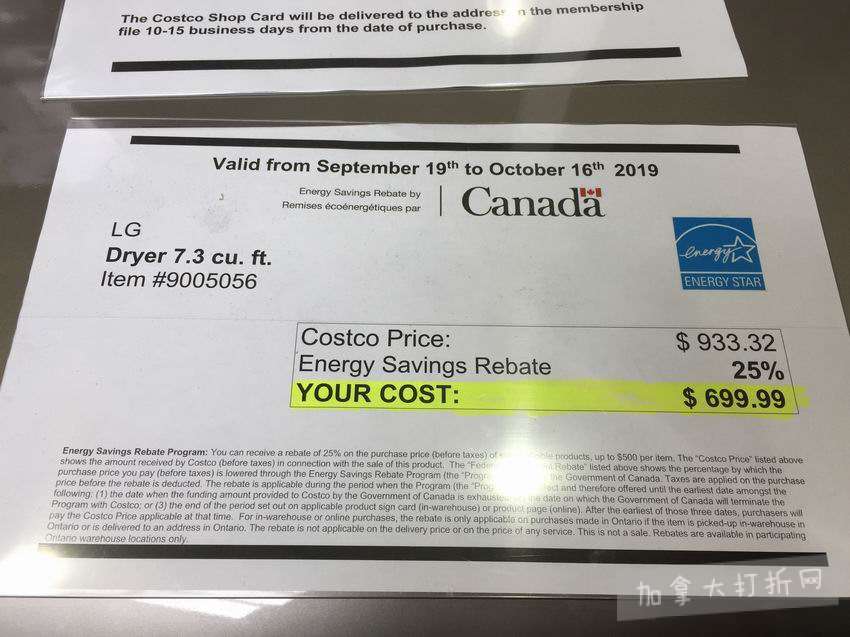 The Costco Shop Card will be delivered to the address the membership
file 10-15 business days from the date of purchase.
Valid from September 19th to October 16th 2019
Energy Savings Rebate by
Remises écoénergétiques par
Canada
LG
Dryer 7.3 cu. ft.
Item #9005056
energy
ENERGY STAR
Costco Price: $ 933.32
Energy Savings Rebate 25%
YOUR COST: $ 699.99
Energy Savings Rebate Program: You can receive a rebate of 25% on the purchase price (before taxes) of products, up to $500 per item. The "Costco Price" listed above
shows the amount received by Costco (before taxes) in connection with the sale of this product. The Rebate" listed above shows the percentage by which the
purchase price you pay (before taxes) is lowered through the Energy Savings Rebate Program (the the Government of Canada. Taxes are applied on the purchase
price before the rebate is deducted. The rebate is applicable during the period when the Program (the and therefore offered until the earliest date amongst the
following: (1) the date when the funding amount provided to Costco by the Government of Canada is the date on which the Government of Canada will terminate the
Program with Costco; or (3) the end of the period set out on applicable product sign card (in-warehouse) or product page (online). After the earliest of those three dates, purchasers will
pay the Costco Price applicable at that time. For in-warehouse or online purchases, the rebate is only applicable on purchases made in Ontario if the item is picked-up in-warehouse in
Ontario or is delivered to an address in Ontario. The rebate is not applicable on the delivery price or on the price of any service. This is not a sale. Rebates are available in participating
Ontario warehouse locations only.
加拿大打折网